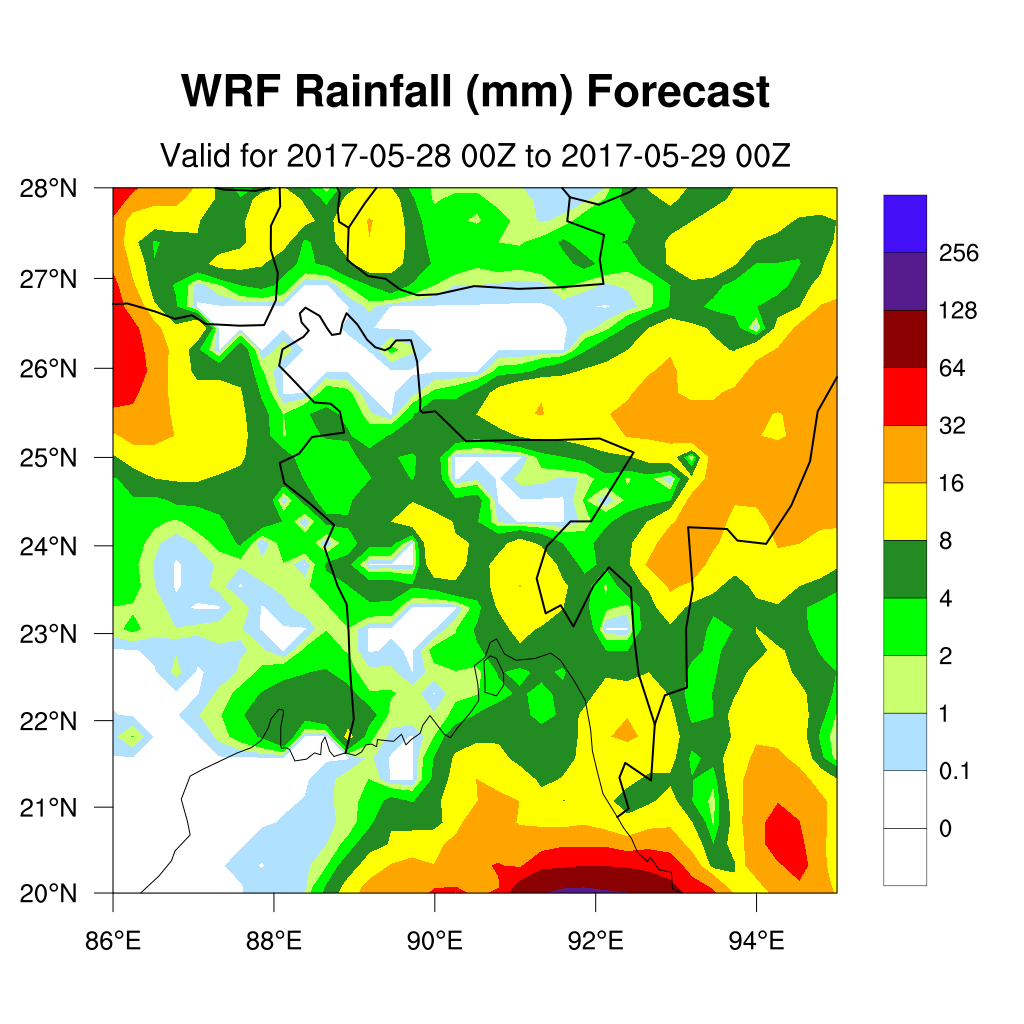 WRF Rainfall (mm) Forecast
Valid for 2017-05-28 00Z to 2017-05-29 00Z
28°N
27°N
26°N
25°N
24°N
23°N
22°N
21°N
20°N
86°E 88°E 90°E 92°E 94°E
256
128
64
32
16
8
4
2
1
0.1
0